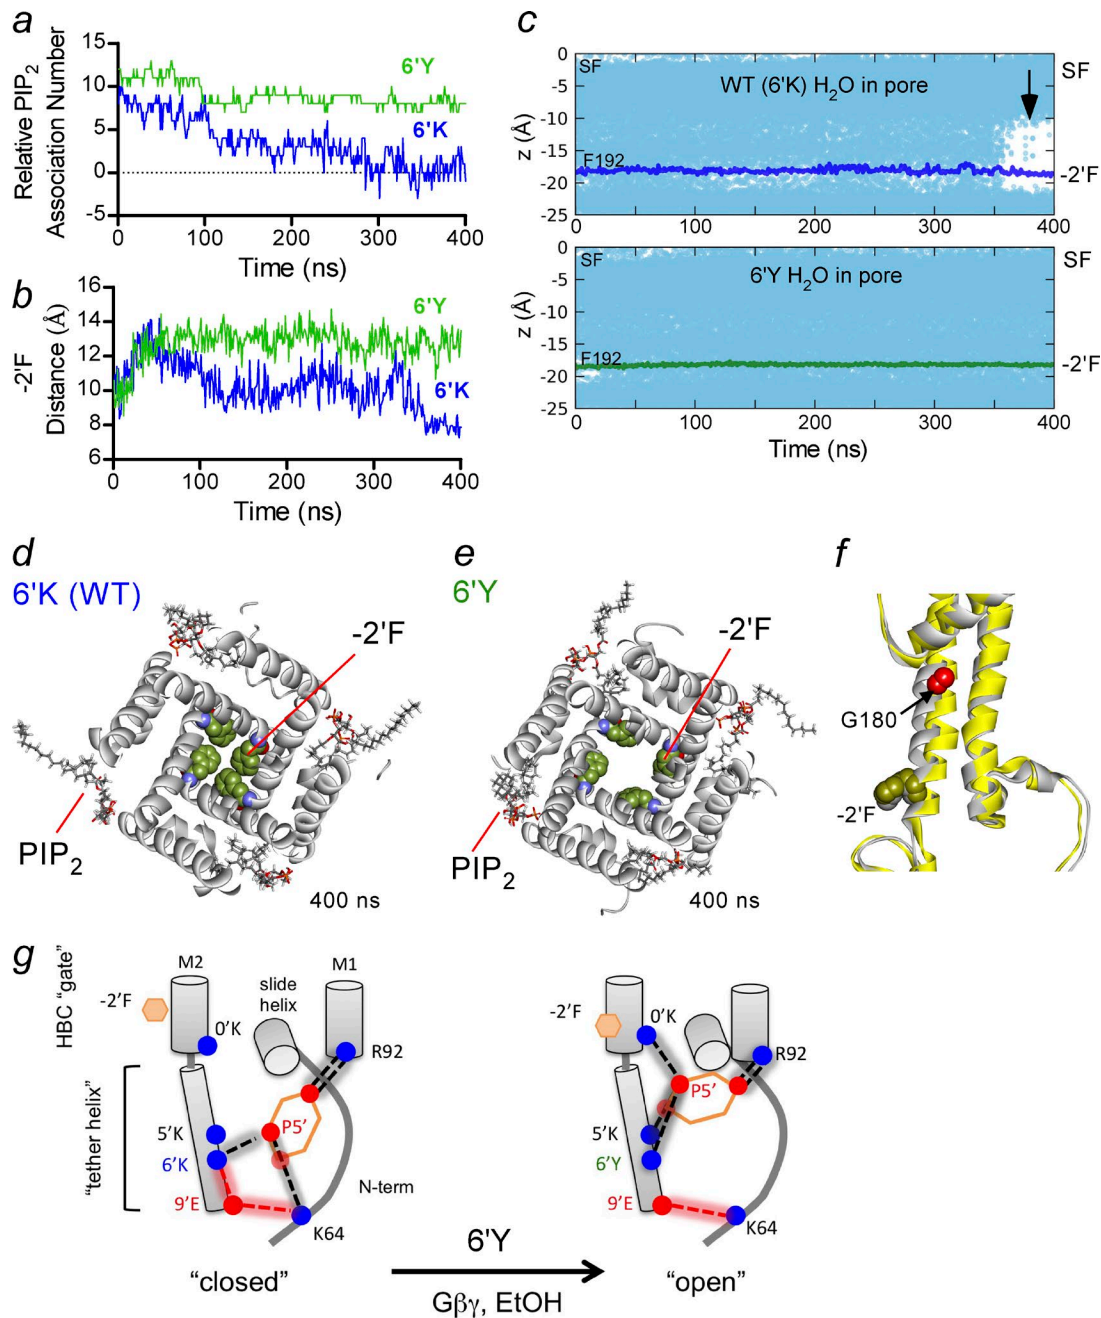 a
Relative PIP2
Association Number
15
10
5
0
-5
6'Y
6'K
0 100 200 300 400
Time (ns)
b
-2'F
Distance (Å)
16
14
12
10
8
6
6'Y
6'K
0 100 200 300 400
Time (ns)
c
z (Å)
0
-5
-10
-15
-20
-25
SF
WT (6'K) H2O in pore
F192
SF
-2'F
0 100 200 300 400
z (Å)
0
-5
-10
-15
-20
-25
SF
6'Y H2O in pore
F192
SF
-2'F
0 100 200 300 400
Time (ns)
d
6'K (WT)
-2'F
PIP2
400 ns
e
6'Y
-2'F
PIP2
400 ns
f
G180
-2'F
g
HBC "gate"
"tether helix"
M2
slide
helix
M1
-2'F
0'K
R92
P5'
5'K
6'K
9'E
N-term
K64
"closed"
6'Y
Gβγ, EtOH
-2'F
0'K
R92
P5'
5'K
6'Y
9'E
K64
"open"